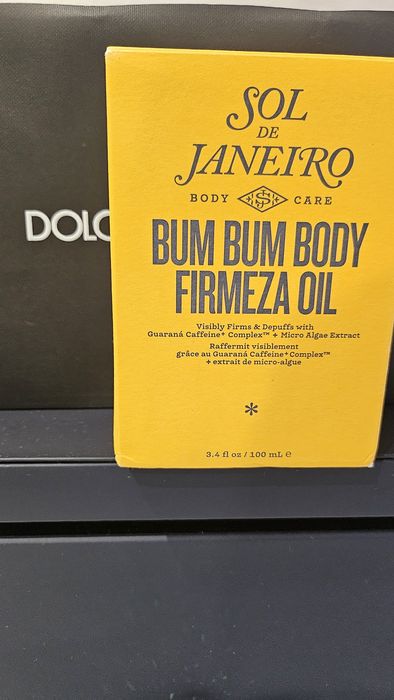 SOL
DE
JANEIRO
BODY S CARE
BUM BUM BODY
FIRMEZA OIL
Visibly Firms & Depuffs with
Guaraná Caffeine⁺ Complex™ + Micro Algae Extract
Raffermit visiblement
grâce au Guaraná Caffeine⁺Complex™
+ extrait de micro-algue
*
3.4 fl oz / 100 mL ℮
DOLC